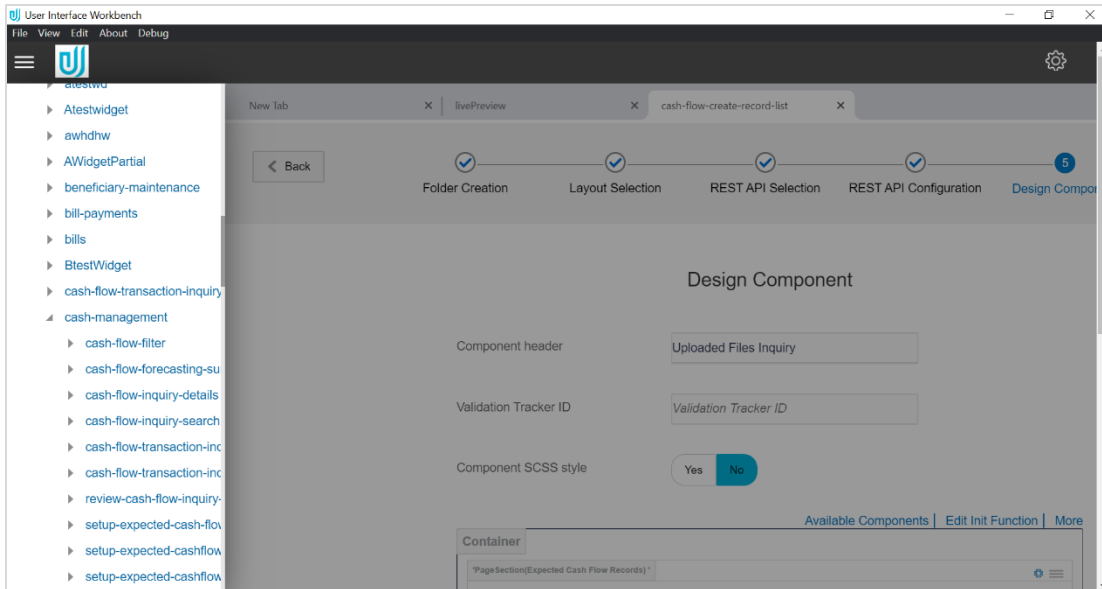 User Interface Workbench
File View Edit About Debug
atestwd
Atestwidget
awhdhw
AWidgetPartial
beneficiary-maintenance
bill-payments
bills
BtestWidget
cash-flow-transaction-inquiry
cash-management
cash-flow-filter
cash-flow-forecasting-su
cash-flow-inquiry-details
cash-flow-inquiry-search
cash-flow-transaction-inq
cash-flow-transaction-inq
review-cash-flow-inquiry-
setup-expected-cash-flow
setup-expected-cashflow
setup-expected-cashflow
New Tab
livePreview
cash-flow-create-record-list
Back
5
Folder Creation
Layout Selection
REST API Selection
REST API Configuration
Design Compon
Design Component
Component header
Uploaded Files Inquiry
Validation Tracker ID
Validation Tracker ID
Component SCSS style
Yes No
Available Components | Edit Init Function | More
Container
"PageSection(Expected Cash Flow Records)"